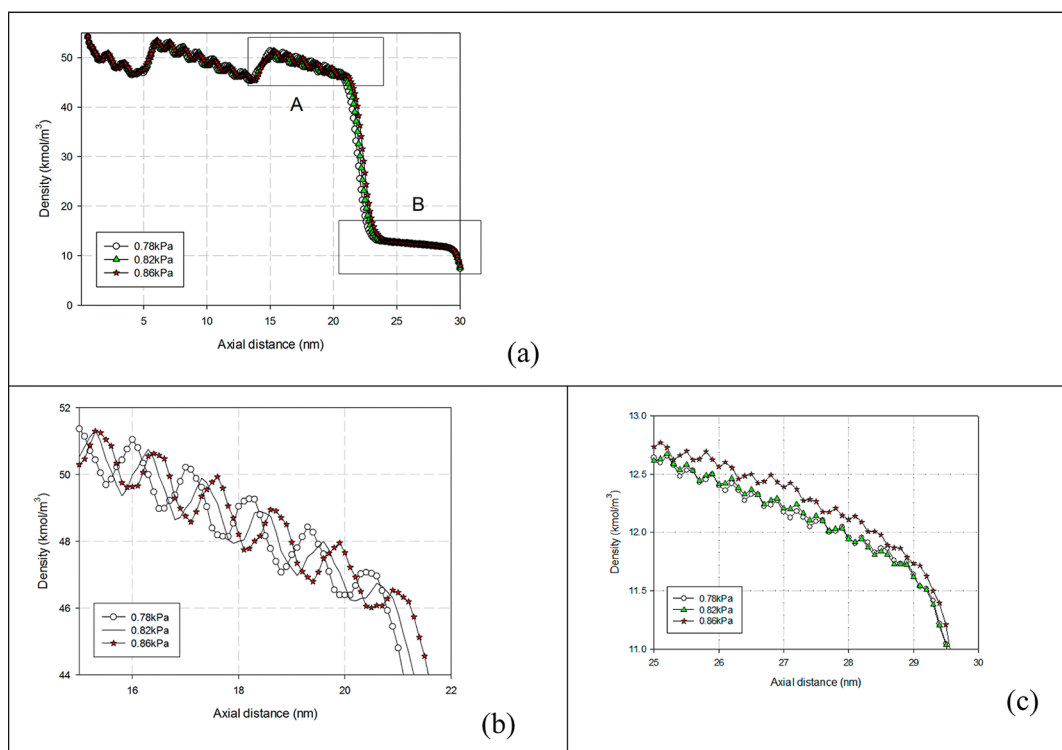 Density (kmol/m³)
50
40
30
20
10
0
A
B
0.78kPa
0.82kPa
0.86kPa
5
10
15
20
25
30
Axial distance (nm)
(a)
Density (kmol/m³)
52
50
48
46
44
0.78kPa
0.82kPa
0.86kPa
16
18
20
22
Axial distance (nm)
(b)
Density (kmol/m³)
13.0
12.5
12.0
11.5
11.0
0.78kPa
0.82kPa
0.86kPa
25
26
27
28
29
30
Axial distance (nm)
(c)